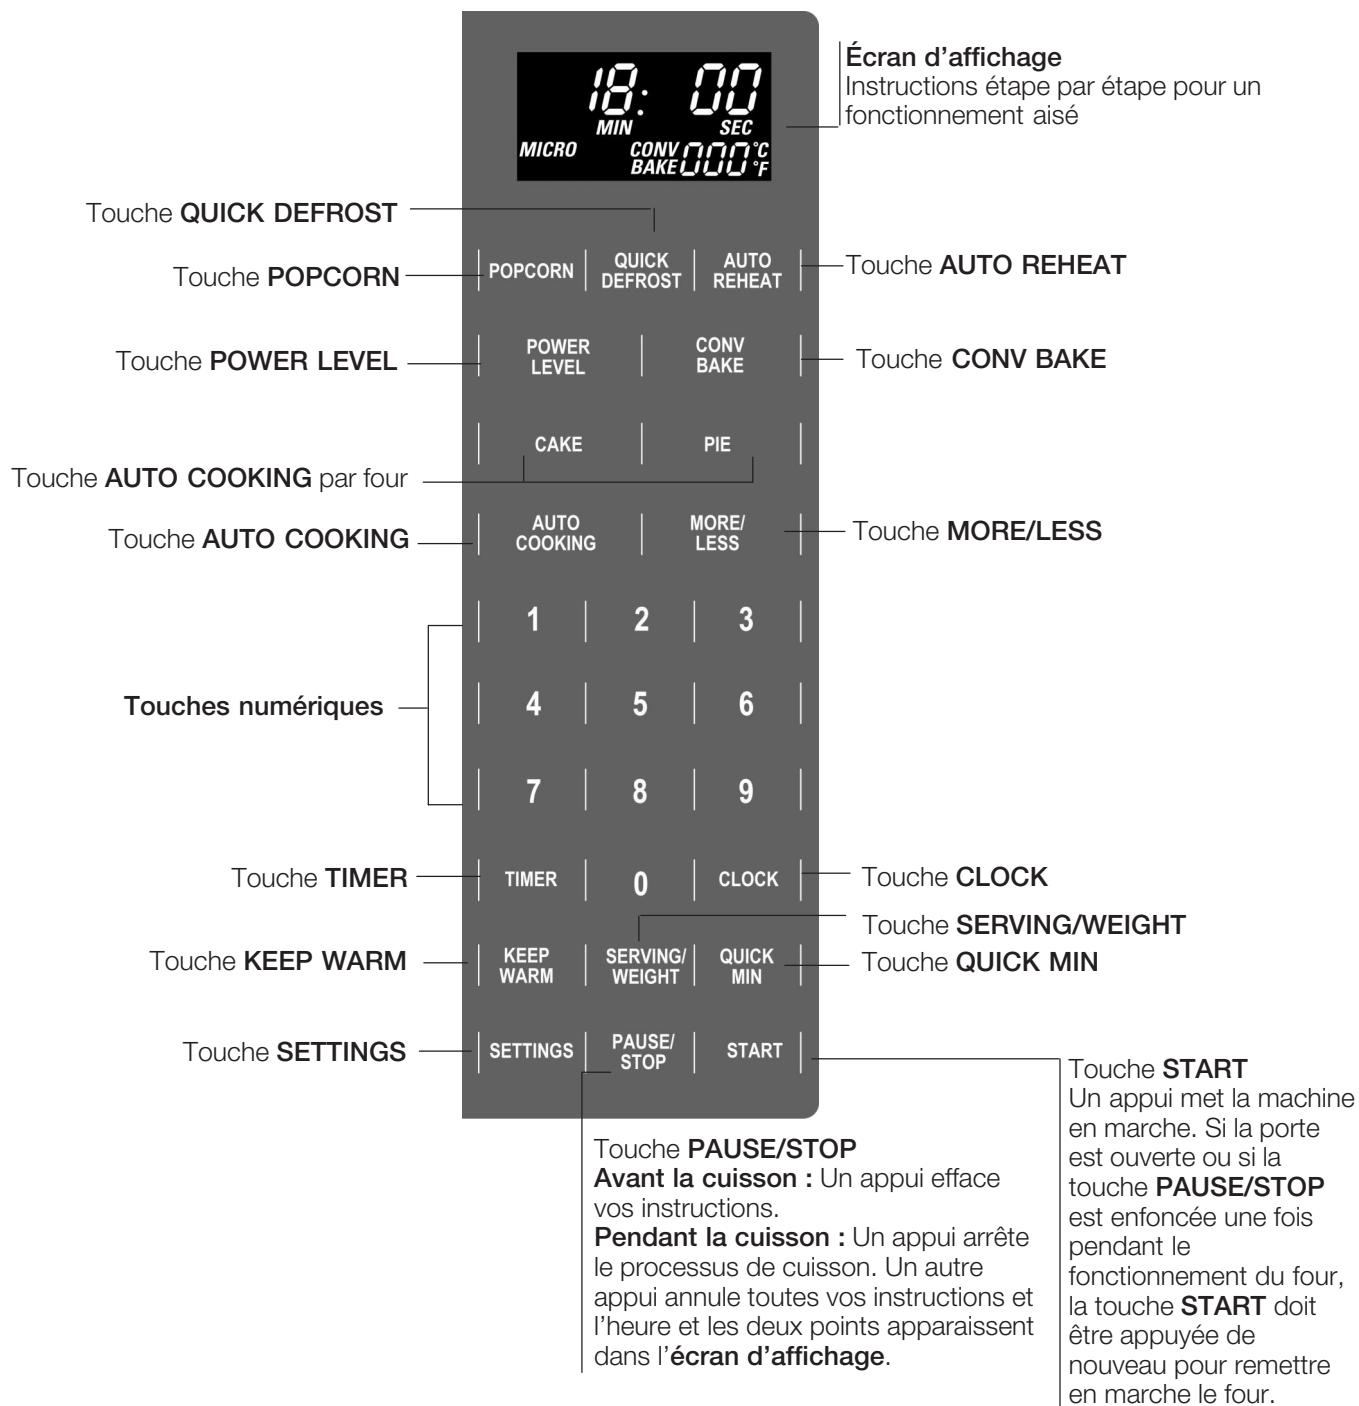 18: 00
MIN SEC
MICRO CONV BAKE 000 °C °F
Écran d’affichage
Instructions étape par étape pour un
fonctionnement aisé
Touche QUICK DEFROST
Touche POPCORN
POPCORN
QUICK
DEFROST
AUTO
REHEAT
Touche AUTO REHEAT
Touche POWER LEVEL
POWER
LEVEL
CONV
BAKE
Touche CONV BAKE
CAKE
PIE
Touche AUTO COOKING par four
Touche AUTO COOKING
AUTO
COOKING
MORE/
LESS
Touche MORE/LESS
1 2 3
Touches numériques
4 5 6
7 8 9
Touche TIMER
TIMER 0 CLOCK
Touche CLOCK
Touche SERVING/WEIGHT
Touche KEEP WARM
KEEP
WARM
SERVING/
WEIGHT
QUICK
MIN
Touche QUICK MIN
Touche SETTINGS
SETTINGS
PAUSE/
STOP
START
Touche PAUSE/STOP
Avant la cuisson : Un appui efface
vos instructions.
Pendant la cuisson : Un appui arrête
le processus de cuisson. Un autre
appui annule toutes vos instructions et
l’heure et les deux points apparaissent
dans l’écran d’affichage.
Touche START
Un appui met la machine
en marche. Si la porte
est ouverte ou si la
touche PAUSE/STOP
est enfoncée une fois
pendant le
fonctionnement du four,
la touche START doit
être appuyée de
nouveau pour remettre
en marche le four.